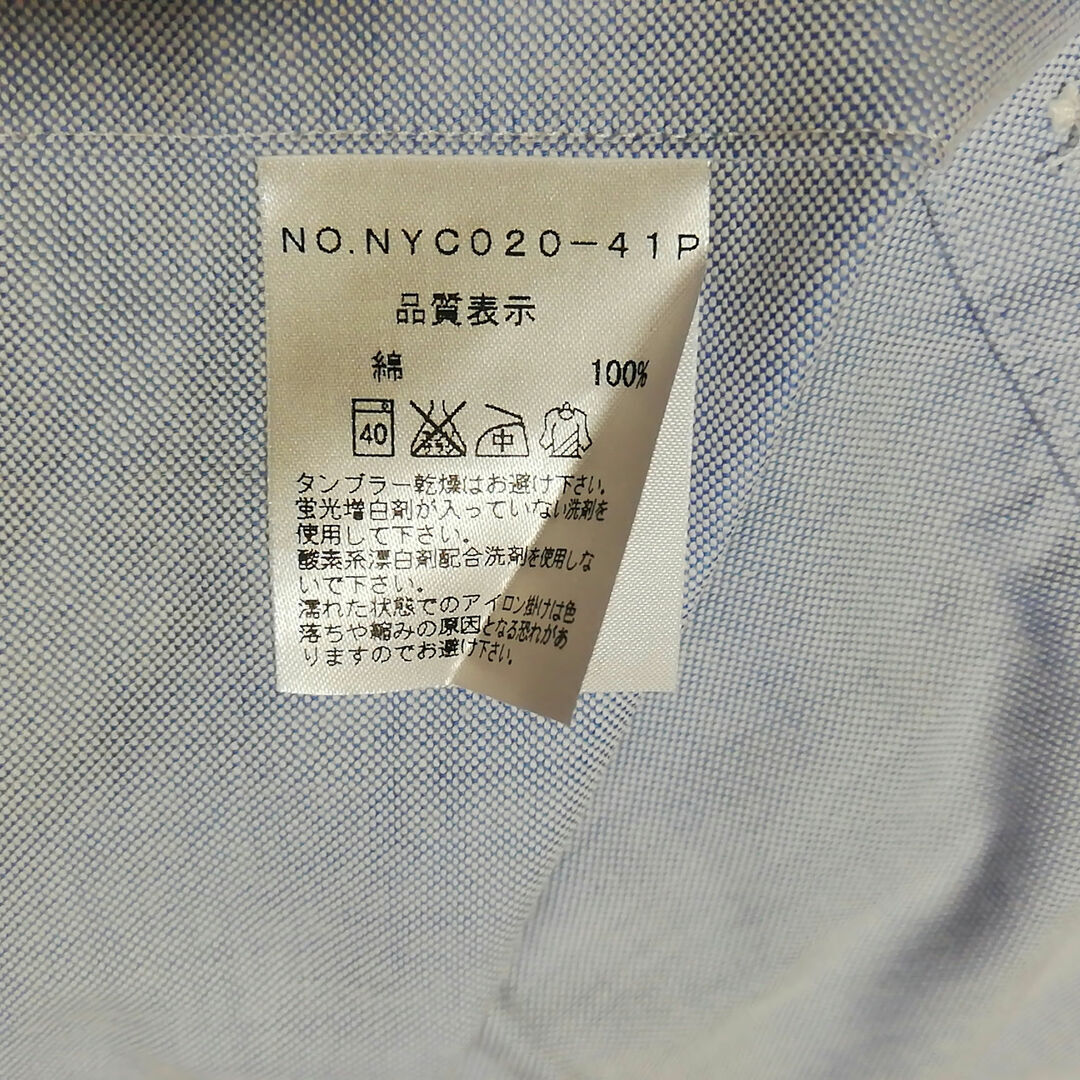 NO.NYC020-41P
品質表示
綿 100%
40 中
タンブラー乾燥はお避け下さい。
蛍光増白剤が入っていない洗剤を
使用して下さい。
酸素系漂白剤配合洗剤を使用しな
いで下さい。
濡れた状態でのアイロン掛けは色
落ちや縮みの原因となる恐れがあ
りますのでお避け下さい。